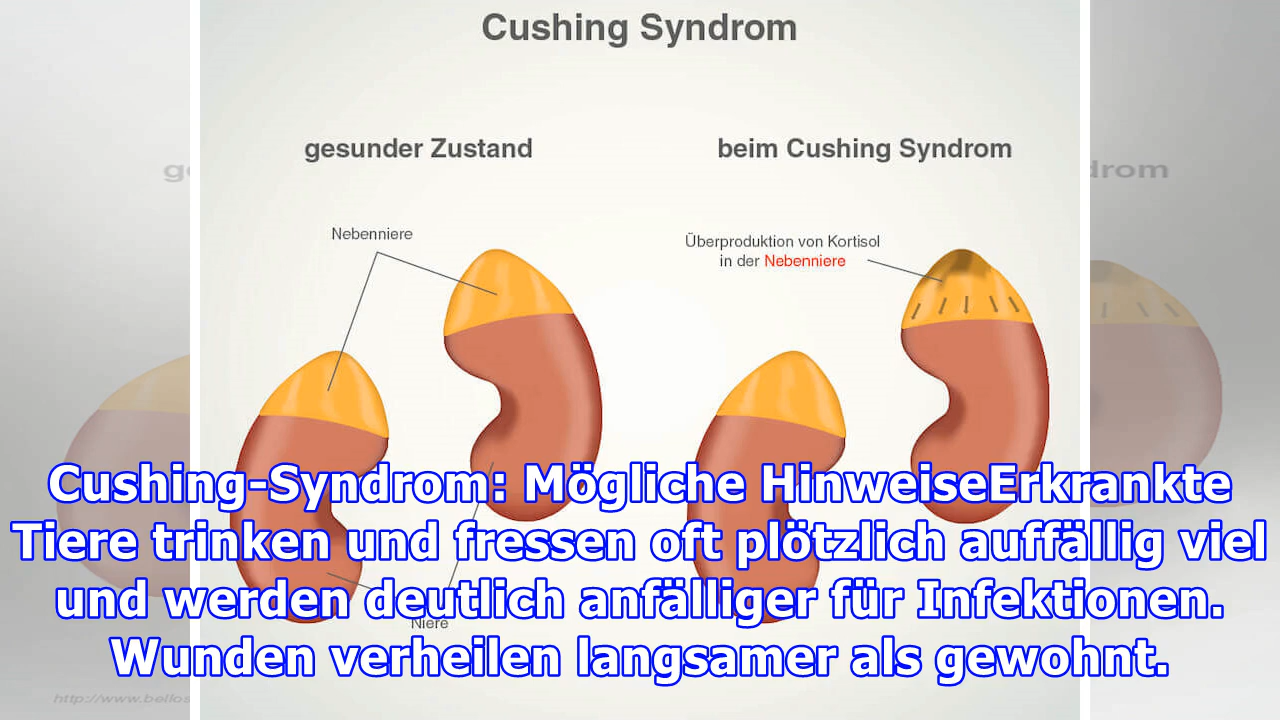 Cushing Syndrom
gesunder Zustand
beim Cushing Syndrom
Nebenniere
Überproduktion von Kortisol
in der Nebenniere
Cushing-Syndrom: Mögliche HinweiseErkrankte
Tiere trinken und fressen oft plötzlich auffällig viel
und werden deutlich anfälliger für Infektionen.
Wunden verheilen langsamer als gewohnt.
Niere
drom